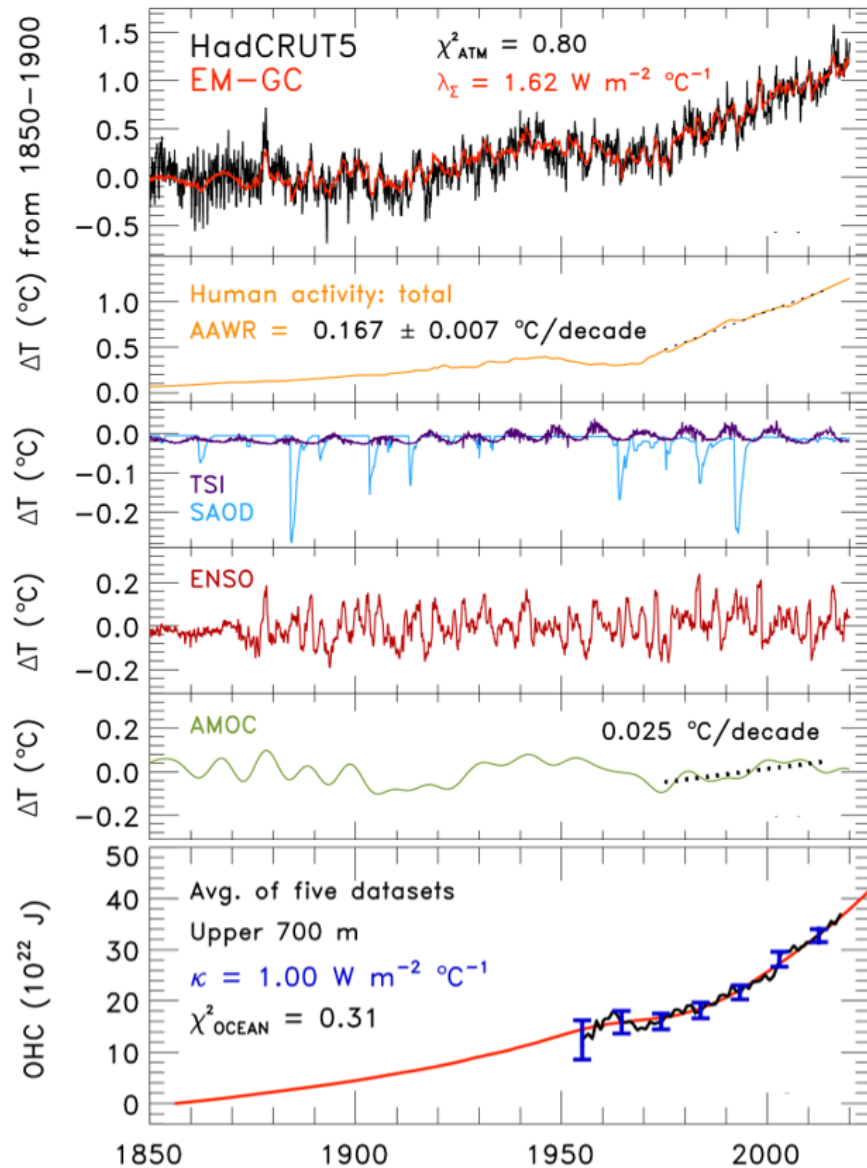 ΔT (°C) from 1850−1900
1.5
1.0
0.5
0.0
−0.5
HadCRUT5
EM−GC
χ²ATM = 0.80
λΣ = 1.62 W m⁻² °C⁻¹
1.0
0.5
0.0
Human activity: total
AAWR = 0.167 ± 0.007 °C/decade
ΔT (°C)
0.0
−0.1
−0.2
TSI
SAOD
ΔT (°C)
0.2
0.0
−0.2
ENSO
ΔT (°C)
0.2
0.0
−0.2
AMOC
0.025 °C/decade
OHC (10²² J)
50
40
30
20
10
0
Avg. of five datasets
Upper 700 m
κ = 1.00 W m⁻² °C⁻¹
χ²OCEAN = 0.31
1850 1900 1950 2000